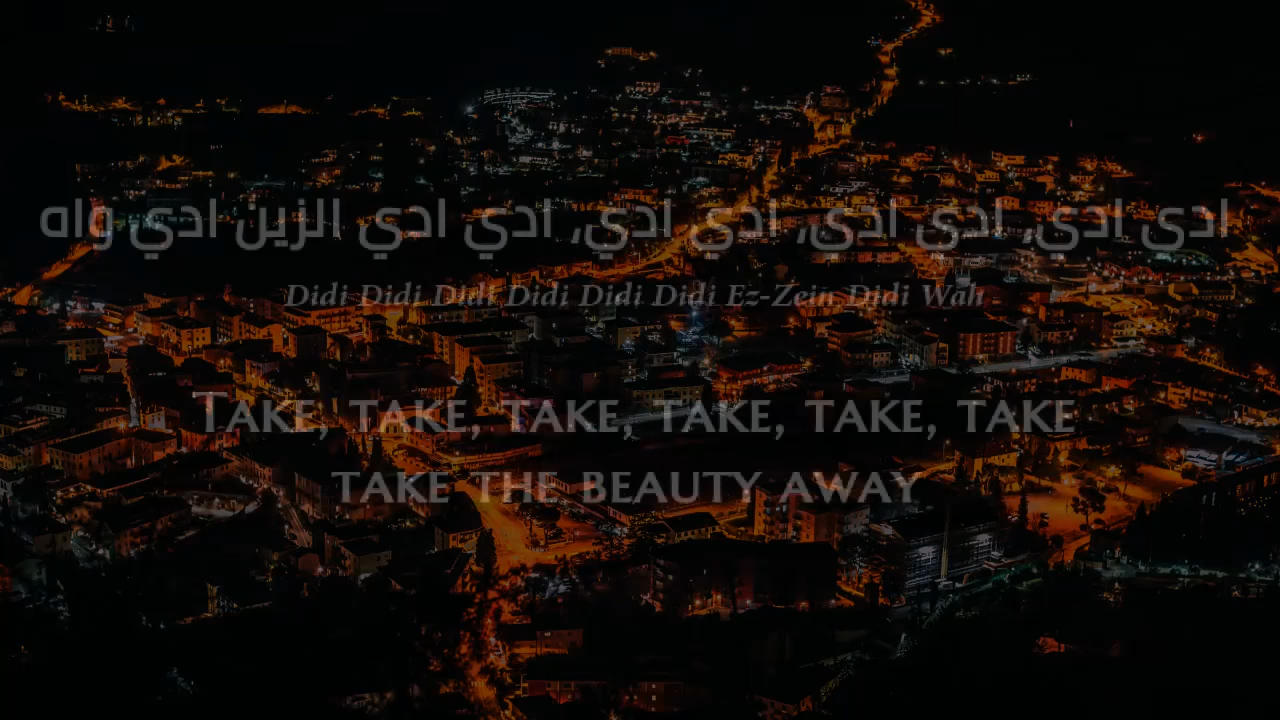 ادي ادي, ادي ادي, ادي ادي, ادي ادي الزين ادي واله
Didi Didi Didi Didi Didi Didi Ez-Zein Didi Wah
TAKE, TAKE, TAKE, TAKE, TAKE, TAKE
TAKE THE BEAUTY AWAY